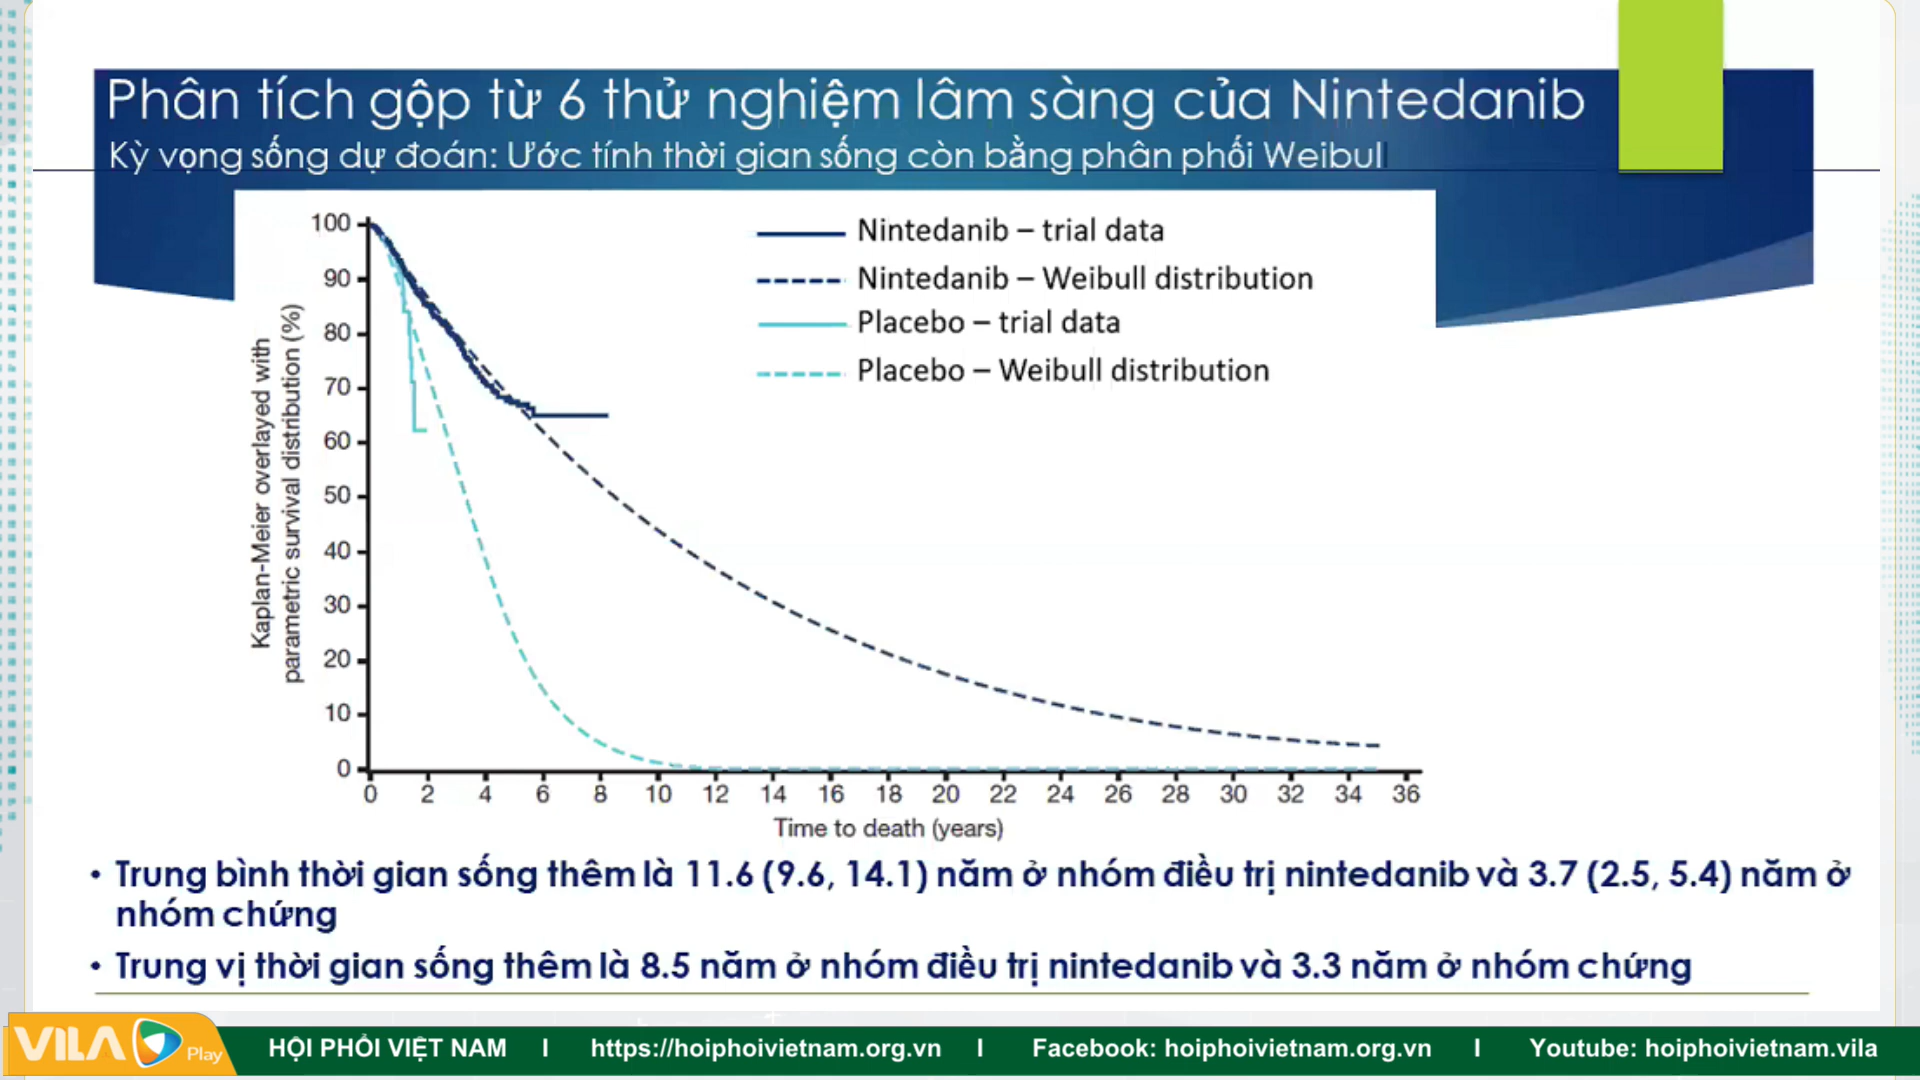 Phân tích gộp từ 6 thử nghiệm lâm sàng của Nintedanib
Kỳ vọng sống dự đoán: Ước tính thời gian sống còn bằng phân phối Weibul
Nintedanib – trial data
Nintedanib – Weibull distribution
Placebo – trial data
Placebo – Weibull distribution
Kaplan-Meier overlayed with
parametric survival distribution (%)
100
90
80
70
60
50
40
30
20
10
0
0 2 4 6 8 10 12 14 16 18 20 22 24 26 28 30 32 34 36
Time to death (years)
• Trung bình thời gian sống thêm là 11.6 (9.6, 14.1) năm ở nhóm điều trị nintedanib và 3.7 (2.5, 5.4) năm ở
nhóm chứng
• Trung vị thời gian sống thêm là 8.5 năm ở nhóm điều trị nintedanib và 3.3 năm ở nhóm chứng
VILA Play HỘI PHỔI VIỆT NAM I https://hoiphoivietnam.org.vn I Facebook: hoiphoivietnam.org.vn I Youtube: hoiphoivietnam.vila